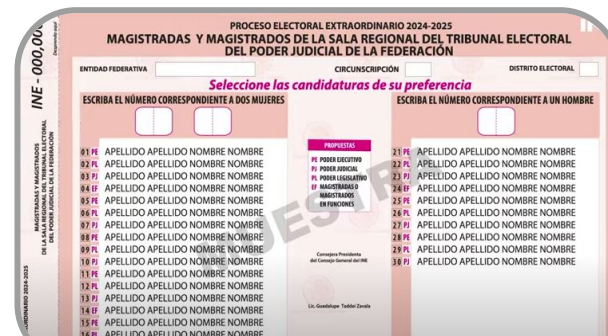 PROCESO ELECTORAL EXTRAORDINARIO 2024-2025
MAGISTRADAS Y MAGISTRADOS DE LA SALA REGIONAL DEL TRIBUNAL ELECTORAL
DEL PODER JUDICIAL DE LA FEDERACIÓN
INE - 000,00
Desprenda aquí
MAGISTRADAS Y MAGISTRADOS
DE LA SALA REGIONAL DEL TRIBUNAL ELECTORAL
DEL PODER JUDICIAL DE LA FEDERACIÓN
ORDINARIO 2024-2025
ENTIDAD FEDERATIVA CIRCUNSCRIPCIÓN DISTRITO ELECTORAL
Seleccione las candidaturas de su preferencia
ESCRIBA EL NÚMERO CORRESPONDIENTE A DOS MUJERES
01 PE APELLIDO APELLIDO NOMBRE NOMBRE
02 PL APELLIDO APELLIDO NOMBRE NOMBRE
03 PJ APELLIDO APELLIDO NOMBRE NOMBRE
04 EF APELLIDO APELLIDO NOMBRE NOMBRE
05 PE APELLIDO APELLIDO NOMBRE NOMBRE
06 PL APELLIDO APELLIDO NOMBRE NOMBRE
07 PJ APELLIDO APELLIDO NOMBRE NOMBRE
08 PE APELLIDO APELLIDO NOMBRE NOMBRE
09 PL APELLIDO APELLIDO NOMBRE NOMBRE
10 PJ APELLIDO APELLIDO NOMBRE NOMBRE
11 PE APELLIDO APELLIDO NOMBRE NOMBRE
12 PL APELLIDO APELLIDO NOMBRE NOMBRE
13 PJ APELLIDO APELLIDO NOMBRE NOMBRE
14 EF APELLIDO APELLIDO NOMBRE NOMBRE
15 PE APELLIDO APELLIDO NOMBRE NOMBRE
16 PL APELLIDO APELLIDO NOMBRE NOMBRE
PROPUESTAS
PE PODER EJECUTIVO
PJ PODER JUDICIAL
PL PODER LEGISLATIVO
EF MAGISTRADAS O
MAGISTRADOS
EN FUNCIONES
MUESTRA
Consejera Presidenta
del Consejo General del INE
Lic. Guadalupe Taddei Zavala
ESCRIBA EL NÚMERO CORRESPONDIENTE A UN HOMBRE
21 PE APELLIDO APELLIDO NOMBRE NOMBRE
22 PL APELLIDO APELLIDO NOMBRE NOMBRE
23 PJ APELLIDO APELLIDO NOMBRE NOMBRE
24 EF APELLIDO APELLIDO NOMBRE NOMBRE
25 PE APELLIDO APELLIDO NOMBRE NOMBRE
26 PL APELLIDO APELLIDO NOMBRE NOMBRE
27 PJ APELLIDO APELLIDO NOMBRE NOMBRE
28 PE APELLIDO APELLIDO NOMBRE NOMBRE
29 PL APELLIDO APELLIDO NOMBRE NOMBRE
30 PJ APELLIDO APELLIDO NOMBRE NOMBRE